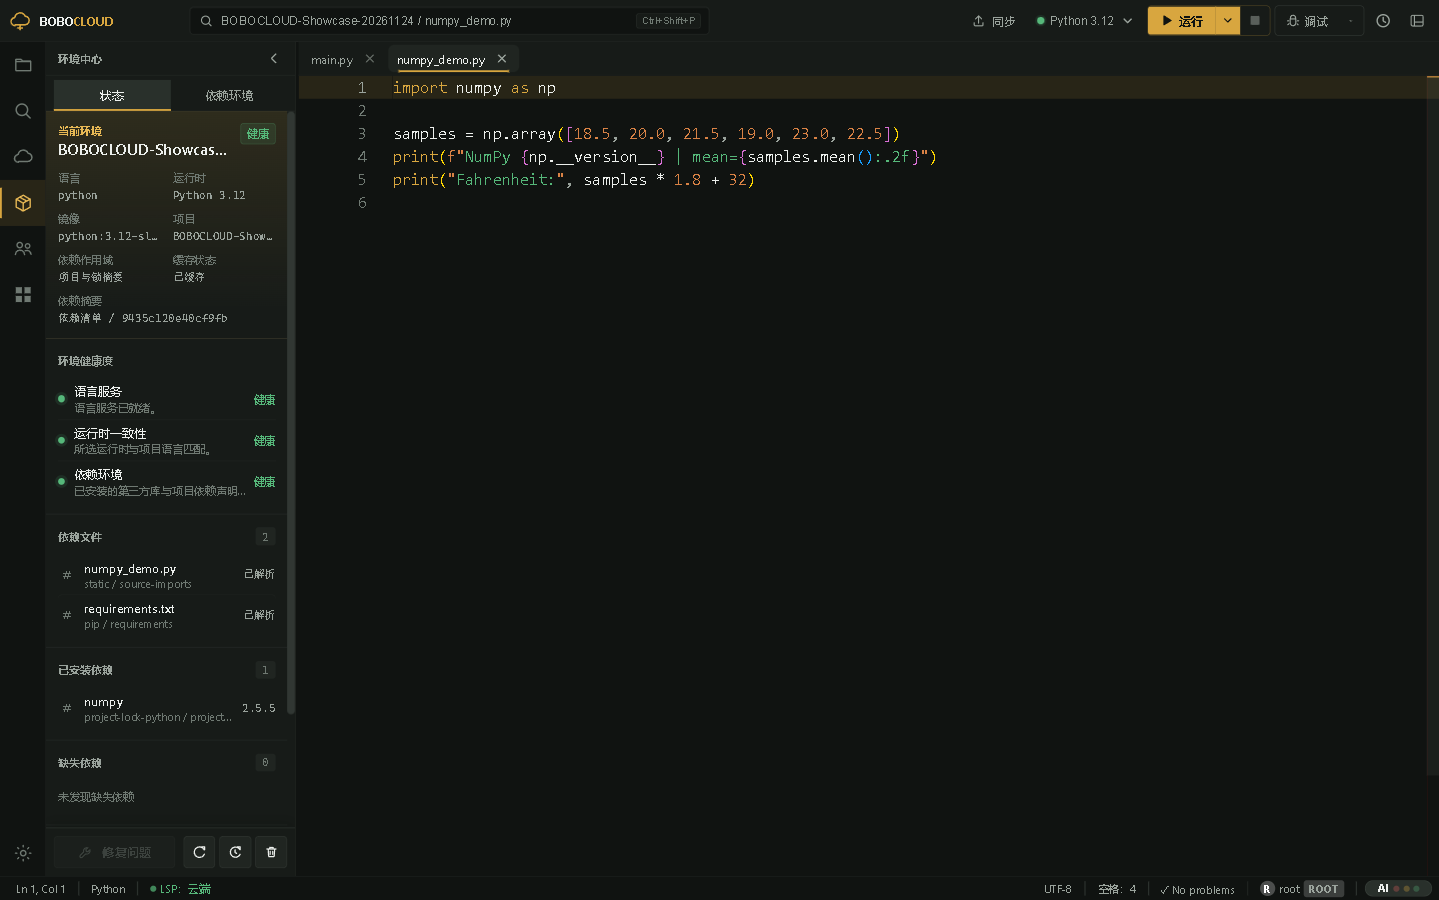 BOBOCLOUD
BOBOCLOUD-Showcase-20261124 / numpy_demo.py
Ctrl+Shift+P
同步
Python 3.12
运行
调试
环境中心
状态
依赖环境
当前环境
健康
BOBOCLOUD-Showcas...
语言
运行时
python
Python 3.12
镜像
项目
python:3.12-sl…
BOBOCLOUD-Show…
依赖作用域
缓存状态
项目与锁摘要
已缓存
依赖摘要
依赖清单 / 9435c120e40cf9fb
环境健康度
语言服务
语言服务已就绪。
健康
运行时一致性
所选运行时与项目语言匹配。
健康
依赖环境
已安装的第三方库与项目依赖声明...
健康
依赖文件
2
# numpy_demo.py
static / source-imports
已解析
# requirements.txt
pip / requirements
已解析
已安装依赖
1
# numpy
project-lock-python / project...
2.5.5
缺失依赖
0
未发现缺失依赖
修复问题
main.py
numpy_demo.py
1 import numpy as np
2
3 samples = np.array([18.5, 20.0, 21.5, 19.0, 23.0, 22.5])
4 print(f"NumPy {np.__version__} | mean={samples.mean():.2f}")
5 print("Fahrenheit:", samples * 1.8 + 32)
6
Ln 1, Col 1
Python
LSP: 云端
UTF-8
空格: 4
✓ No problems
R root ROOT
AI